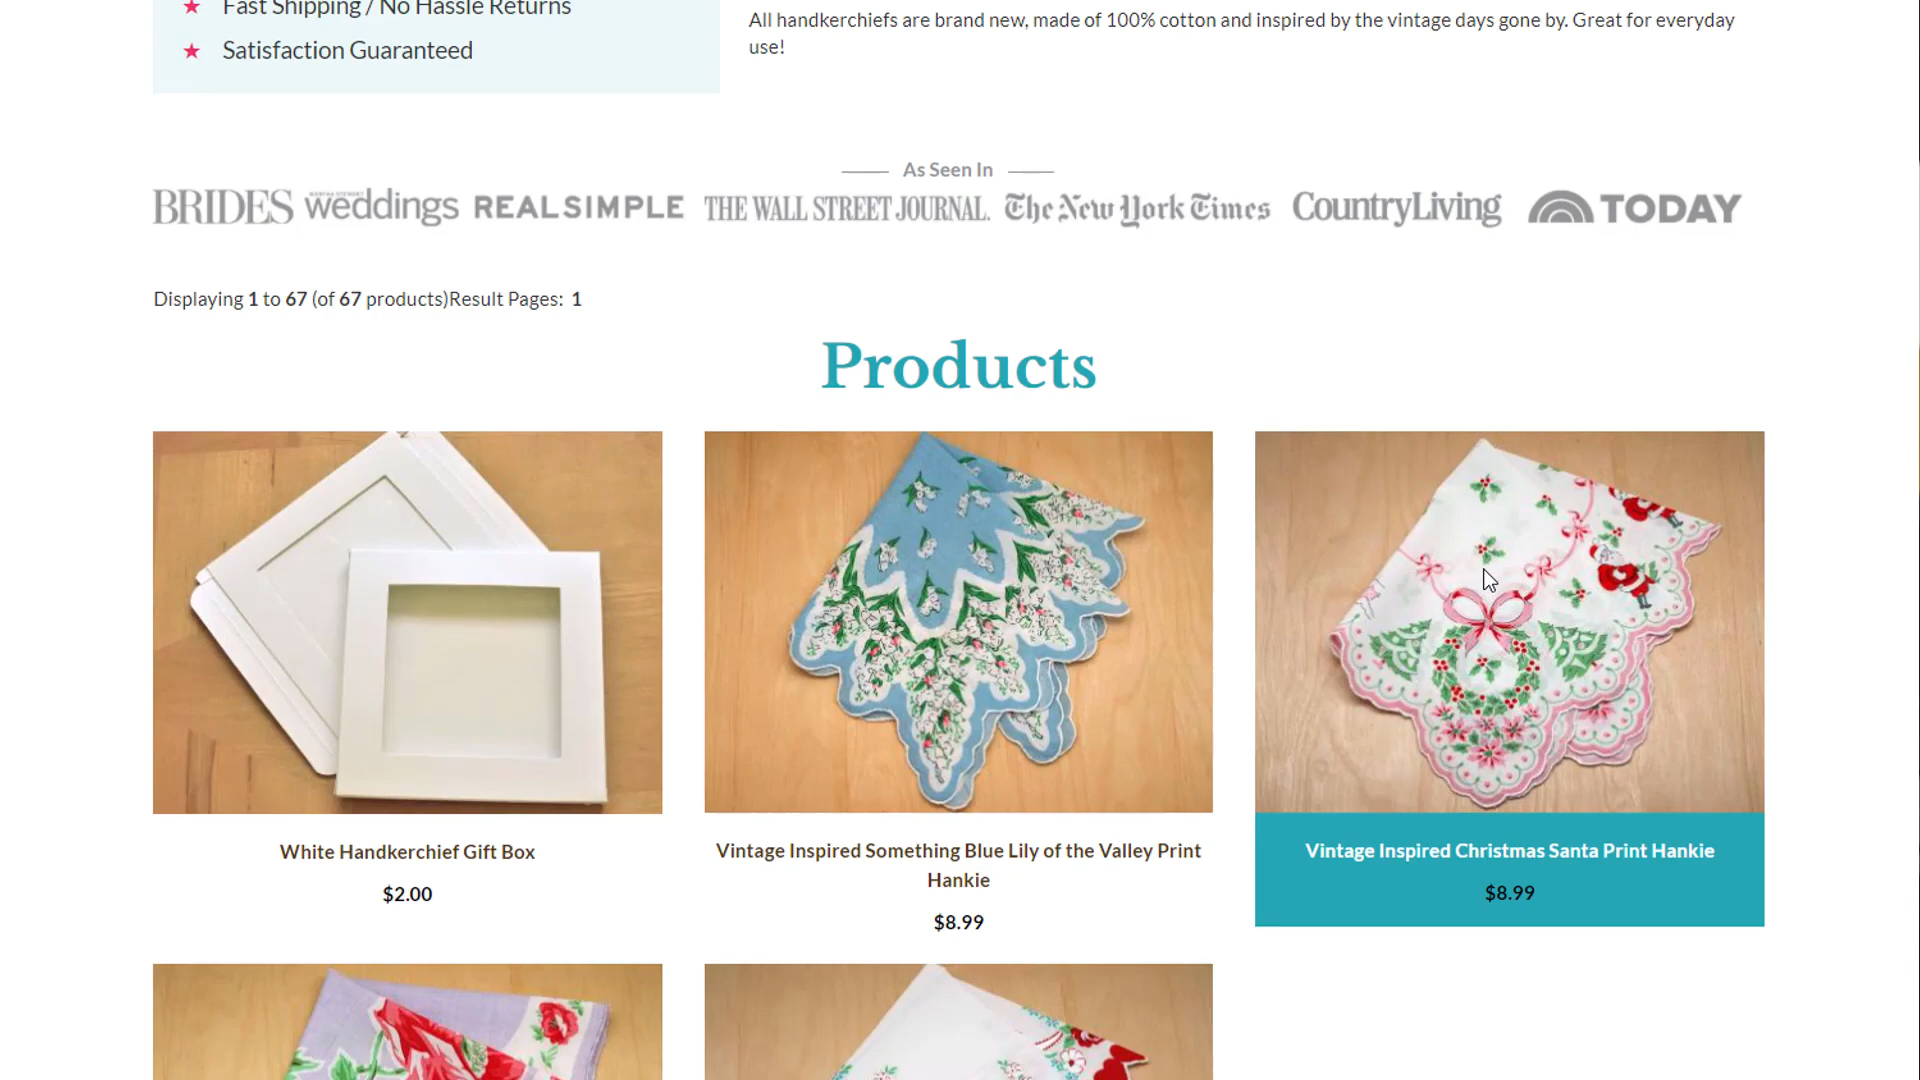 Fast Shipping / No Hassle Returns
Satisfaction Guaranteed
All handkerchiefs are brand new, made of 100% cotton and inspired by the vintage days gone by. Great for everyday
use!
As Seen In
BRIDES MARTHA STEWART weddings REALSIMPLE THE WALL STREET JOURNAL. The New York Times CountryLiving TODAY
Displaying 1 to 67 (of 67 products)Result Pages: 1
Products
White Handkerchief Gift Box
$2.00
Vintage Inspired Something Blue Lily of the Valley Print
Hankie
$8.99
Vintage Inspired Christmas Santa Print Hankie
$8.99